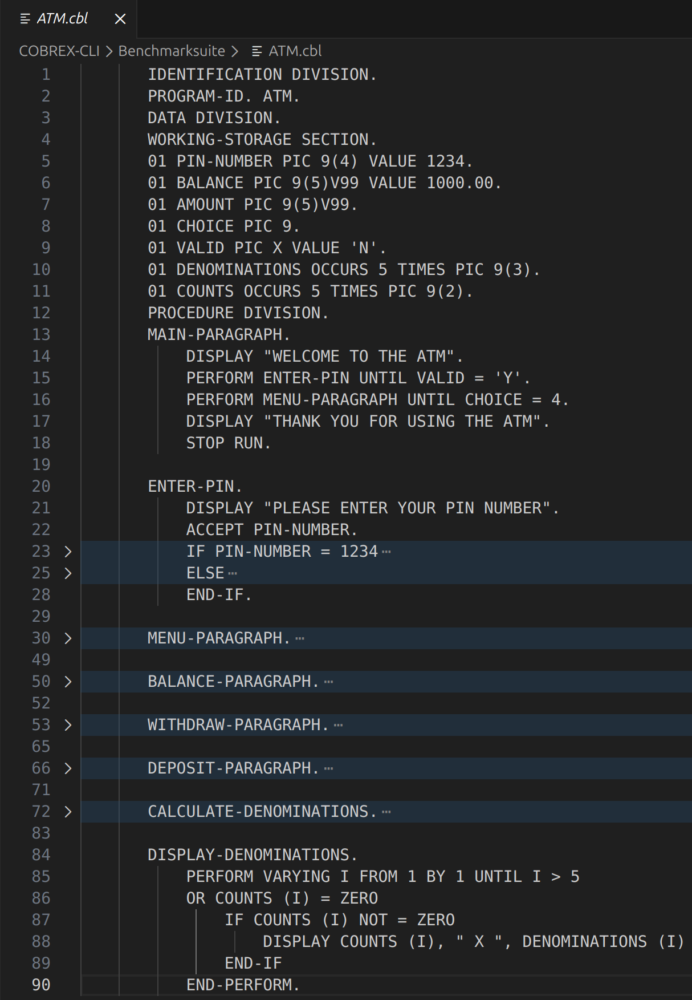 ATM.cbl
COBREX-CLI > Benchmarksuite > ATM.cbl
1 IDENTIFICATION DIVISION.
2 PROGRAM-ID. ATM.
3 DATA DIVISION.
4 WORKING-STORAGE SECTION.
5 01 PIN-NUMBER PIC 9(4) VALUE 1234.
6 01 BALANCE PIC 9(5)V99 VALUE 1000.00.
7 01 AMOUNT PIC 9(5)V99.
8 01 CHOICE PIC 9.
9 01 VALID PIC X VALUE 'N'.
10 01 DENOMINATIONS OCCURS 5 TIMES PIC 9(3).
11 01 COUNTS OCCURS 5 TIMES PIC 9(2).
12 PROCEDURE DIVISION.
13 MAIN-PARAGRAPH.
14 DISPLAY "WELCOME TO THE ATM".
15 PERFORM ENTER-PIN UNTIL VALID = 'Y'.
16 PERFORM MENU-PARAGRAPH UNTIL CHOICE = 4.
17 DISPLAY "THANK YOU FOR USING THE ATM".
18 STOP RUN.
19
20 ENTER-PIN.
21 DISPLAY "PLEASE ENTER YOUR PIN NUMBER".
22 ACCEPT PIN-NUMBER.
23 IF PIN-NUMBER = 1234 ⋯
25 ELSE ⋯
28 END-IF.
29
30 MENU-PARAGRAPH. ⋯
49
50 BALANCE-PARAGRAPH. ⋯
52
53 WITHDRAW-PARAGRAPH. ⋯
65
66 DEPOSIT-PARAGRAPH. ⋯
71
72 CALCULATE-DENOMINATIONS. ⋯
83
84 DISPLAY-DENOMINATIONS.
85 PERFORM VARYING I FROM 1 BY 1 UNTIL I > 5
86 OR COUNTS (I) = ZERO
87 IF COUNTS (I) NOT = ZERO
88 DISPLAY COUNTS (I), " X ", DENOMINATIONS (I)
89 END-IF
90 END-PERFORM.